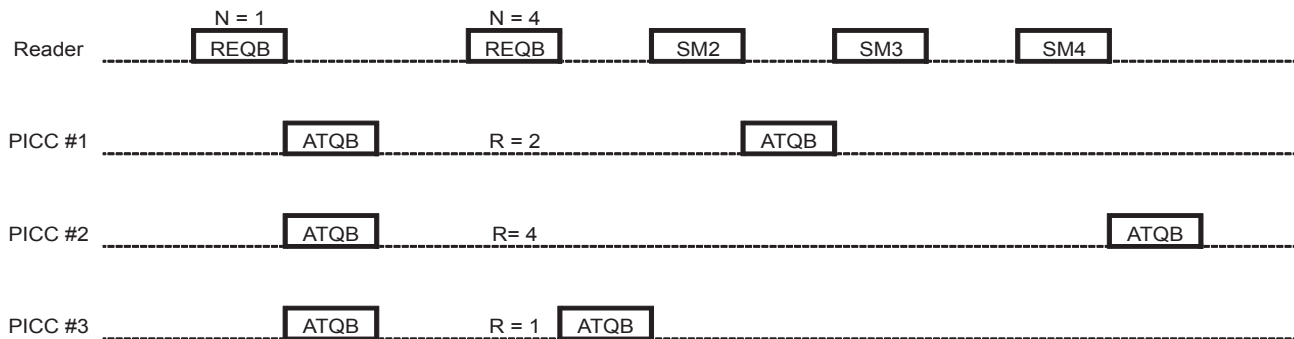 N = 1 N = 4
Reader REQB REQB SM2 SM3 SM4
PICC #1 ATQB R = 2 ATQB
PICC #2 ATQB R= 4 ATQB
PICC #3 ATQB R = 1 ATQB